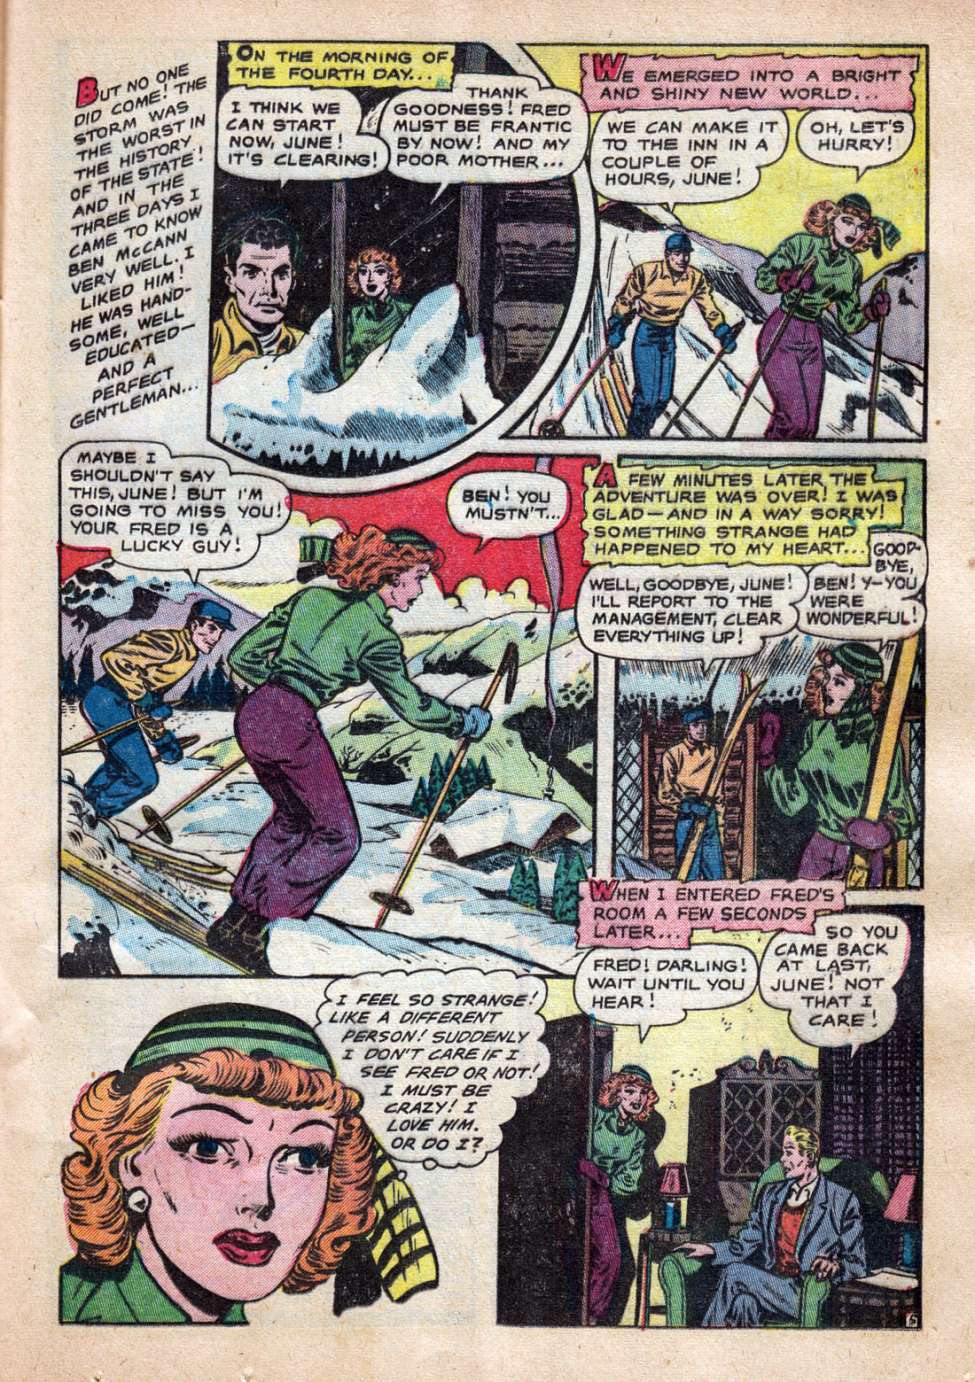 BUT NO ONE
DID COME! THE
STORM WAS
THE WORST IN
THE HISTORY
OF THE STATE!
AND IN THE
THREE DAYS I
CAME TO KNOW
BEN McCANN
VERY WELL. I
LIKED HIM!
HE WAS HAND-
SOME, WELL
EDUCATED—
AND A
PERFECT
GENTLEMAN...
ON THE MORNING OF
THE FOURTH DAY...
I THINK WE
CAN START
NOW, JUNE!
IT'S CLEARING!
THANK
GOODNESS! FRED
MUST BE FRANTIC
BY NOW! AND MY
POOR MOTHER...
WE EMERGED INTO A BRIGHT
AND SHINY NEW WORLD...
WE CAN MAKE IT
TO THE INN IN A
COUPLE OF
HOURS, JUNE!
OH, LET'S
HURRY!
MAYBE I
SHOULDN'T SAY
THIS, JUNE! BUT I'M
GOING TO MISS YOU!
YOUR FRED IS A
LUCKY GUY!
BEN! YOU
MUSTN'T...
A FEW MINUTES LATER THE
ADVENTURE WAS OVER! I WAS
GLAD—AND IN A WAY SORRY!
SOMETHING STRANGE HAD
HAPPENED TO MY HEART...
WELL, GOODBYE, JUNE!
I'LL REPORT TO THE
MANAGEMENT, CLEAR
EVERYTHING UP!
GOOD-
BYE,
BEN! Y-YOU
WERE
WONDERFUL!
I FEEL SO STRANGE!
LIKE A DIFFERENT
PERSON! SUDDENLY
I DON'T CARE IF I
SEE FRED OR NOT!
I MUST BE
CRAZY! I
LOVE HIM.
OR DO I?
WHEN I ENTERED FRED'S
ROOM A FEW SECONDS
LATER...
FRED! DARLING!
WAIT UNTIL YOU
HEAR!
SO YOU
CAME BACK
AT LAST,
JUNE! NOT
THAT I
CARE!
5